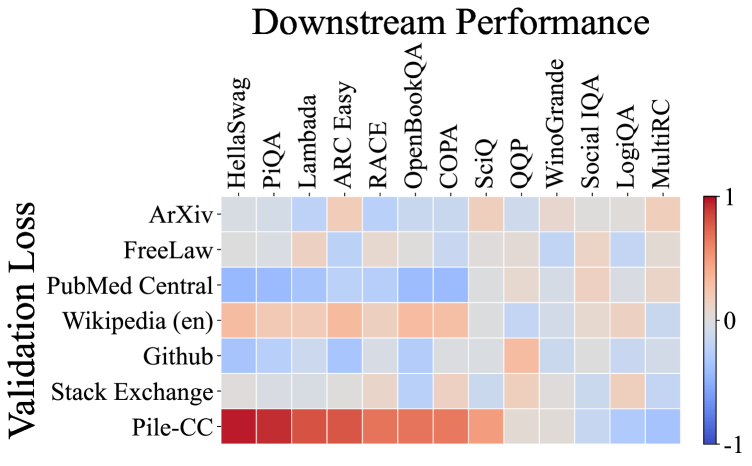 Downstream Performance
HellaSwag
PiQA
Lambada
ARC Easy
RACE
OpenBookQA
COPA
SciQ
QQP
WinoGrande
Social IQA
LogiQA
MultiRC
Validation Loss
ArXiv
FreeLaw
PubMed Central
Wikipedia (en)
Github
Stack Exchange
Pile-CC
1
0
-1